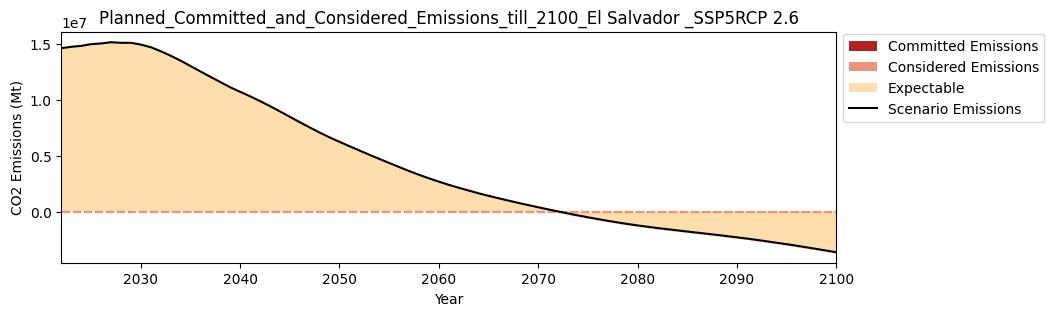 Planned_Committed_and_Considered_Emissions_till_2100_El Salvador _SSP5RCP 2.6
1e7
1.5
1.0
0.5
0.0
CO2 Emissions (Mt)
2030 2040 2050 2060 2070 2080 2090 2100
Year
Committed Emissions
Considered Emissions
Expectable
Scenario Emissions